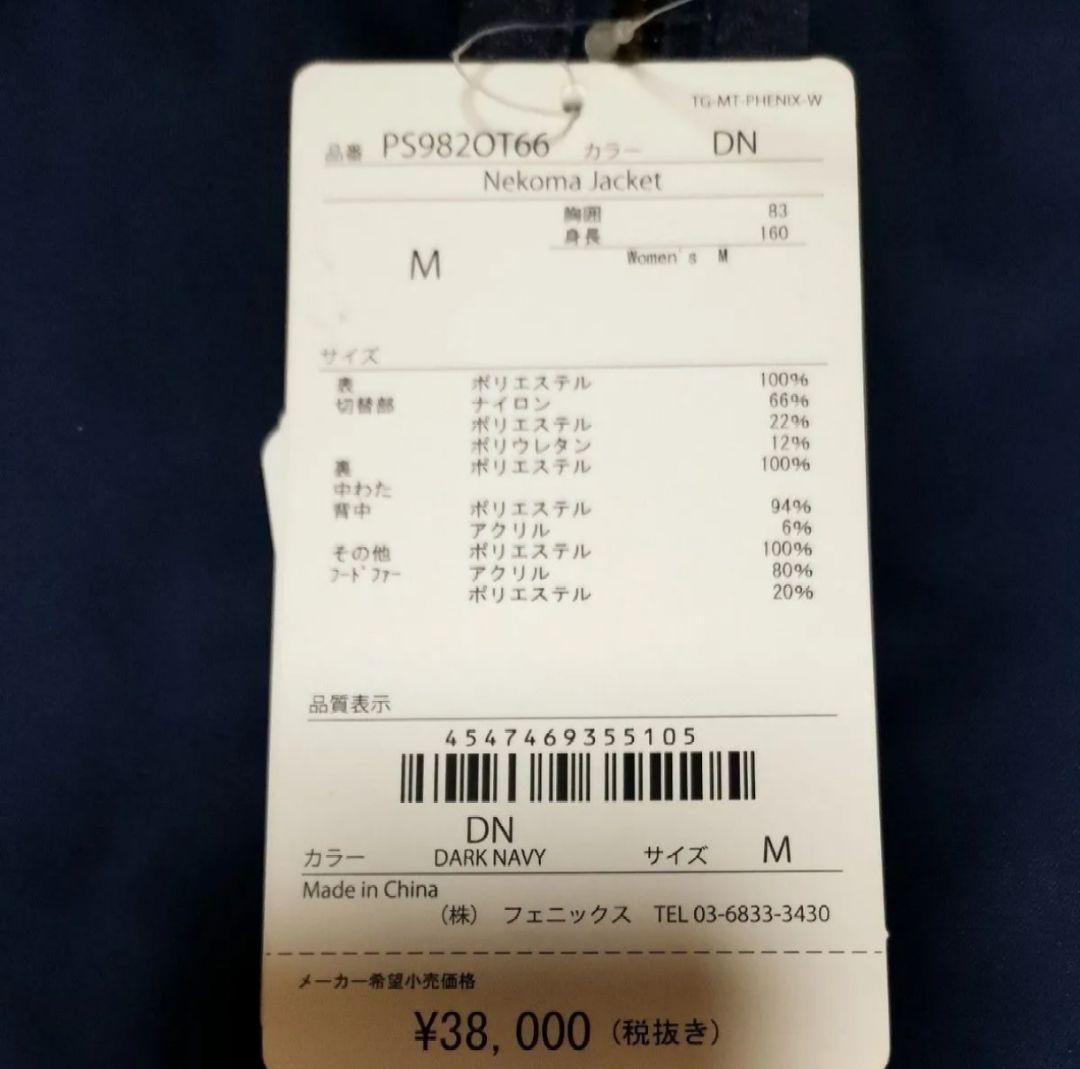 TG-MT-PHENIX-W
品番 PS982OT66 カラー DN
Nekoma Jacket
胸囲 83
身長 160
M Women's M
サイズ
表 ポリエステル 100%
切替部 ナイロン 66%
ポリエステル 22%
ポリウレタン 12%
裏 ポリエステル 100%
中わた
背中 ポリエステル 94%
アクリル 6%
その他 ポリエステル 100%
ﾌｰﾄﾞﾌｧｰ アクリル 80%
ポリエステル 20%
品質表示
4547469355105
DN
カラー DARK NAVY サイズ M
Made in China
(株) フェニックス TEL 03-6833-3430
メーカー希望小売価格
¥38,000 (税抜き)